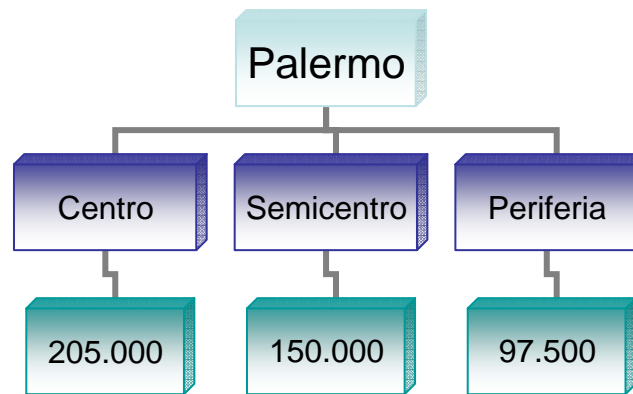 Palermo
Centro
Semicentro
Periferia
205.000
150.000
97.500